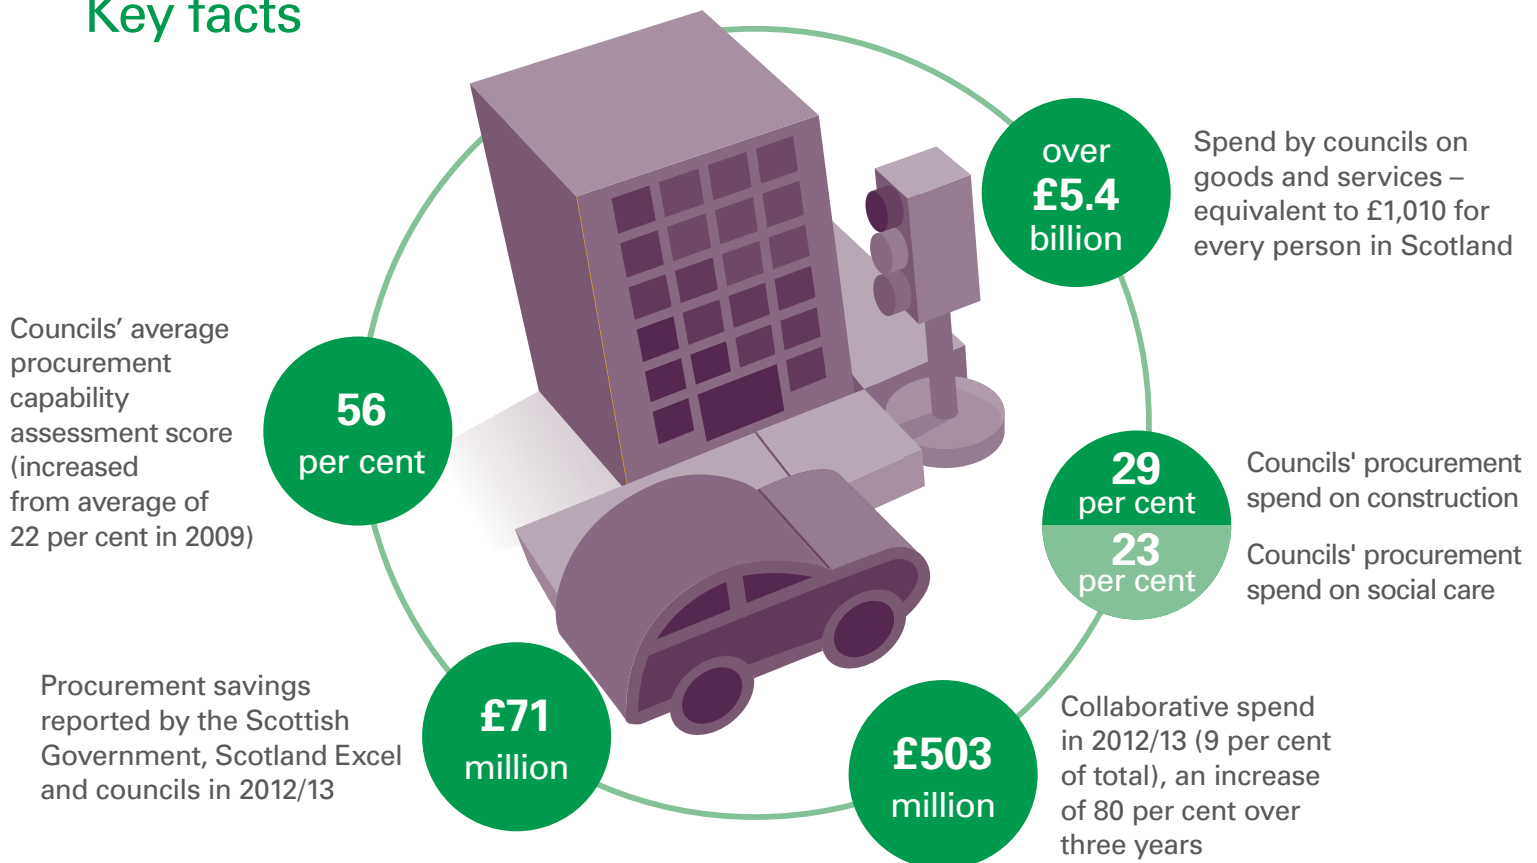 Key facts
over
£5.4
billion
Spend by councils on
goods and services –
equivalent to £1,010 for
every person in Scotland
29
per cent
Councils' procurement
spend on construction
23
per cent
Councils' procurement
spend on social care
£503
million
Collaborative spend
in 2012/13 (9 per cent
of total), an increase
of 80 per cent over
three years
£71
million
Procurement savings
reported by the Scottish
Government, Scotland Excel
and councils in 2012/13
56
per cent
Councils’ average
procurement
capability
assessment score
(increased
from average of
22 per cent in 2009)